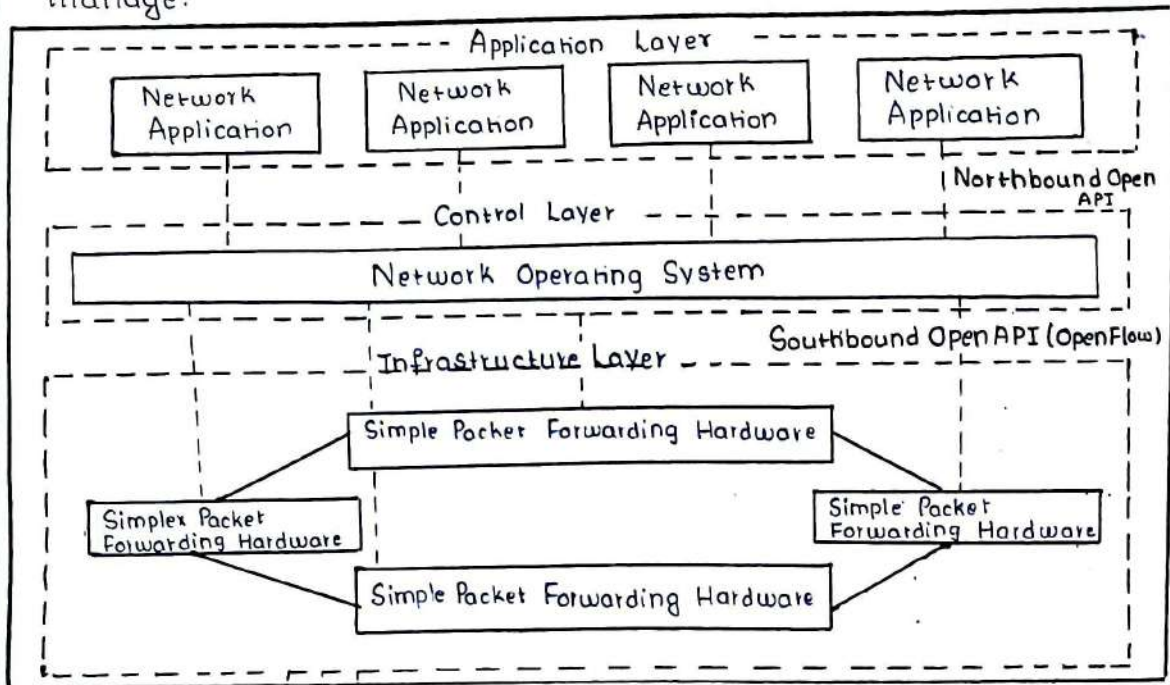 manage.
Application Layer
Network
Application
Network
Application
Network
Application
Network
Application
Northbound Open
API
Control Layer
Network Operating System
Southbound Open API (OpenFlow)
Infrastructure Layer
Simple Packet Forwarding Hardware
Simplex Packet
Forwarding Hardware
Simple Packet
Forwarding Hardware
Simple Packet Forwarding Hardware